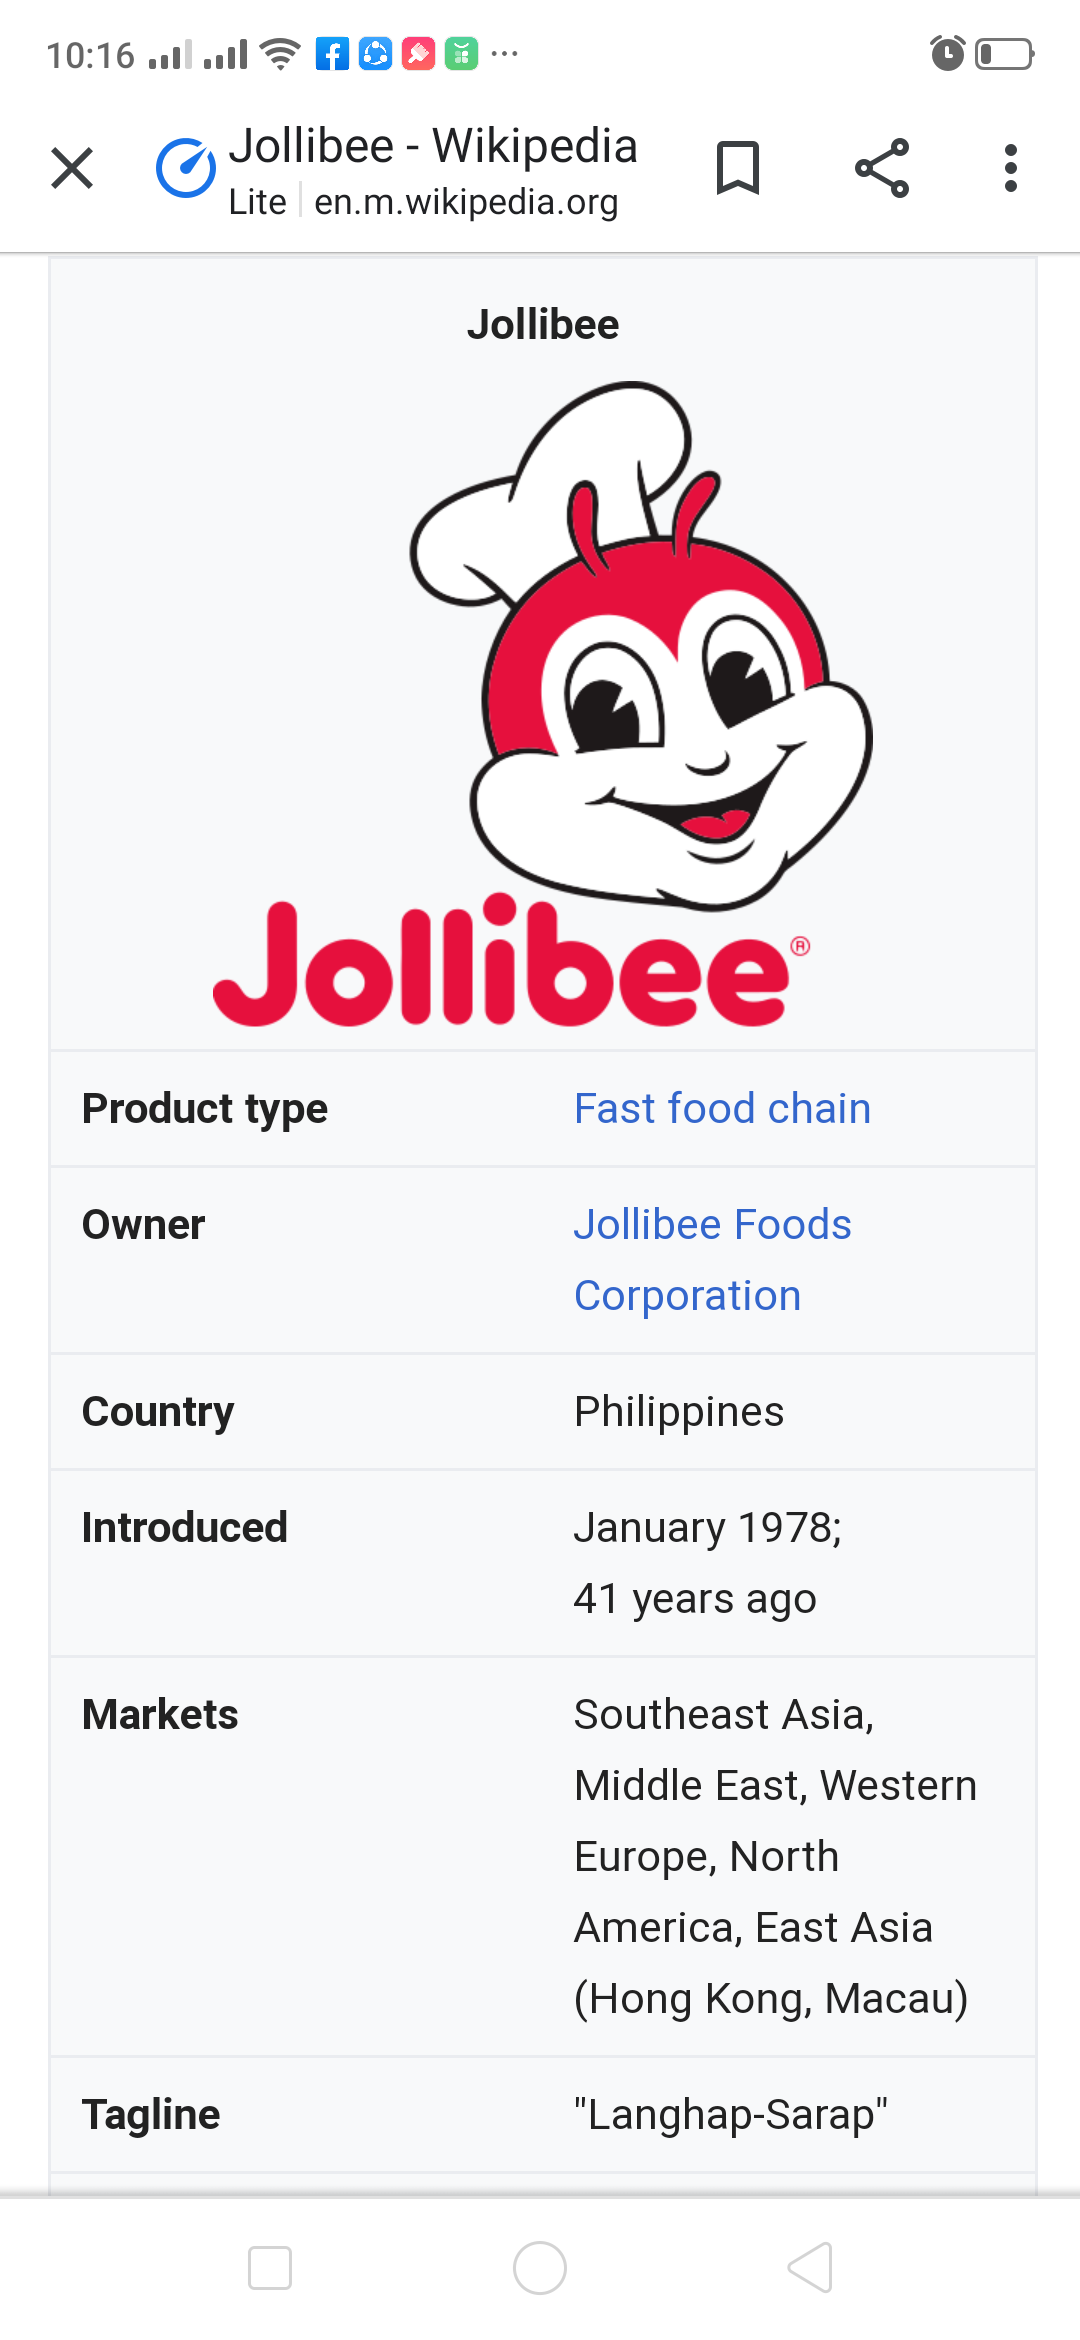 10:16
Jollibee - Wikipedia
Lite | en.m.wikipedia.org
Jollibee
Jollibee®
Product type Fast food chain
Owner Jollibee Foods
Corporation
Country Philippines
Introduced January 1978;
41 years ago
Markets Southeast Asia,
Middle East, Western
Europe, North
America, East Asia
(Hong Kong, Macau)
Tagline "Langhap-Sarap"